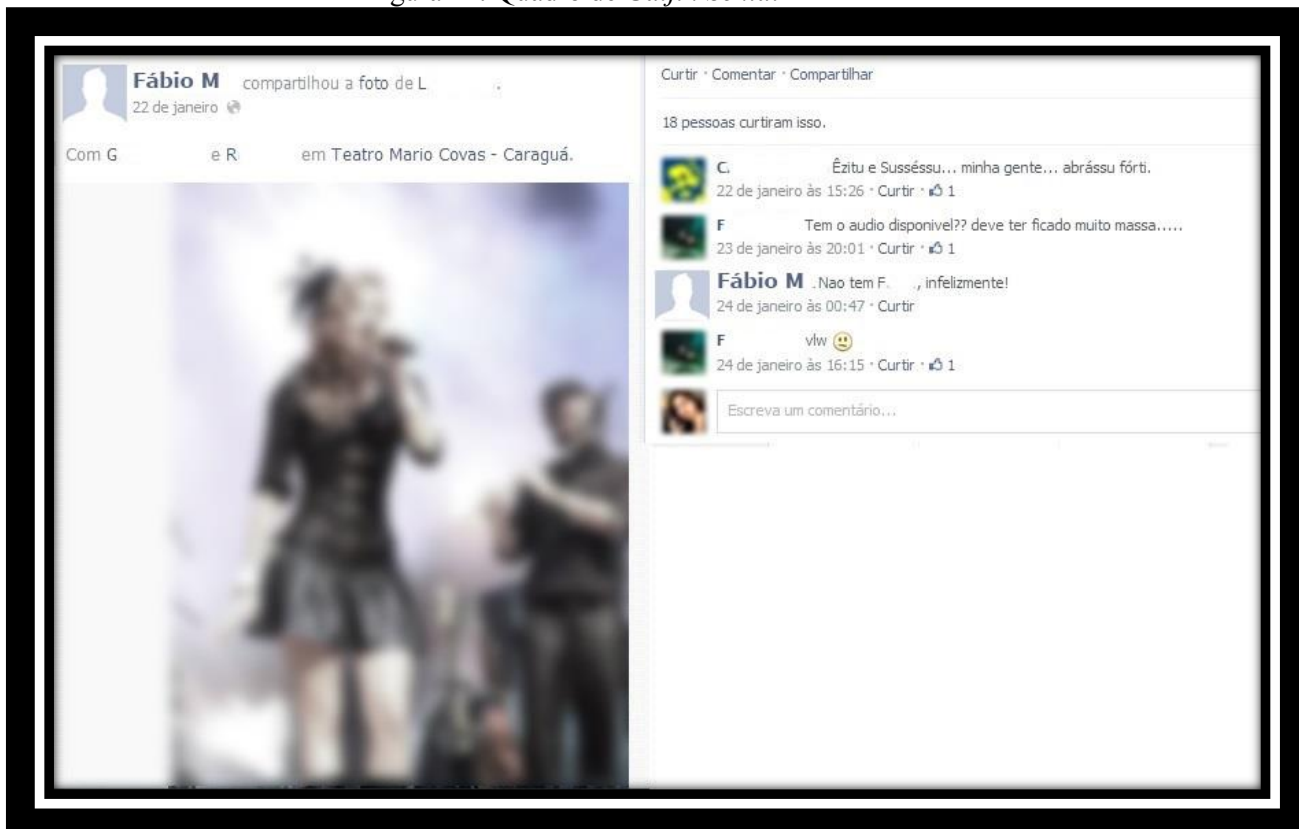 Fábio M compartilhou a foto de L .
22 de janeiro
Com G e R em Teatro Mario Covas - Caraguá.
Curtir · Comentar · Compartilhar
18 pessoas curtiram isso.
C. Êzitu e Susséssu... minha gente... abrássu fórti.
22 de janeiro às 15:26 · Curtir · 1
F Tem o audio disponivel?? deve ter ficado muito massa.....
23 de janeiro às 20:01 · Curtir · 1
Fábio M . Nao tem F. ., infelizmente!
24 de janeiro às 00:47 · Curtir
F vlw
24 de janeiro às 16:15 · Curtir · 1
Escreva um comentário...